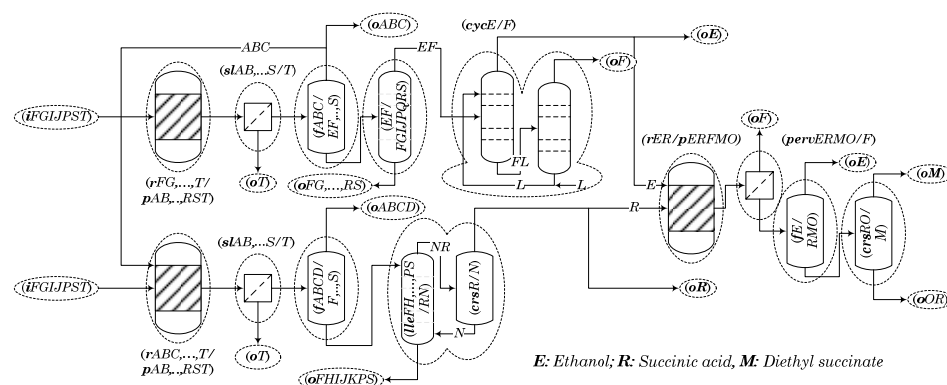 (oABC)
ABC
EF
(cycE/F)
(oE)
(oF)
(slAB,...S/T)
(iFGIJPST)
(fABC/
EF,..,S)
(EF/
FGIJPQRS)
(oT)
FL
L
L
(oFG,...,RS)
(rFG,...,T/
pAB,..,RST)
(oABCD)
(slAB,...S/T)
(iFGIJPST)
(fABCD/
F,..,S)
(oT)
(rABC,...,T/
pAB,..,RST)
NR
(lleFH,...,PS
/RN)
(crsR/N)
N
(oFHIJKPS)
(rER/pERFMO)
E
R
(oR)
(oF)
(pervERMO/F)
(oE)
(fE/
RMO)
(oM)
(crsRO/
M)
(oOR)
E: Ethanol; R: Succinic acid, M: Diethyl succinate